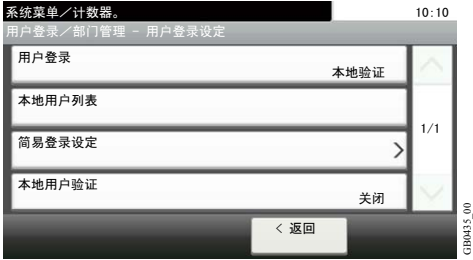 系统菜单／计数器。
10:10
用户登录／部门管理 - 用户登录设定
用户登录
本地验证
本地用户列表
1/1
简易登录设定
本地用户验证
关闭
< 返回
GB0435_00